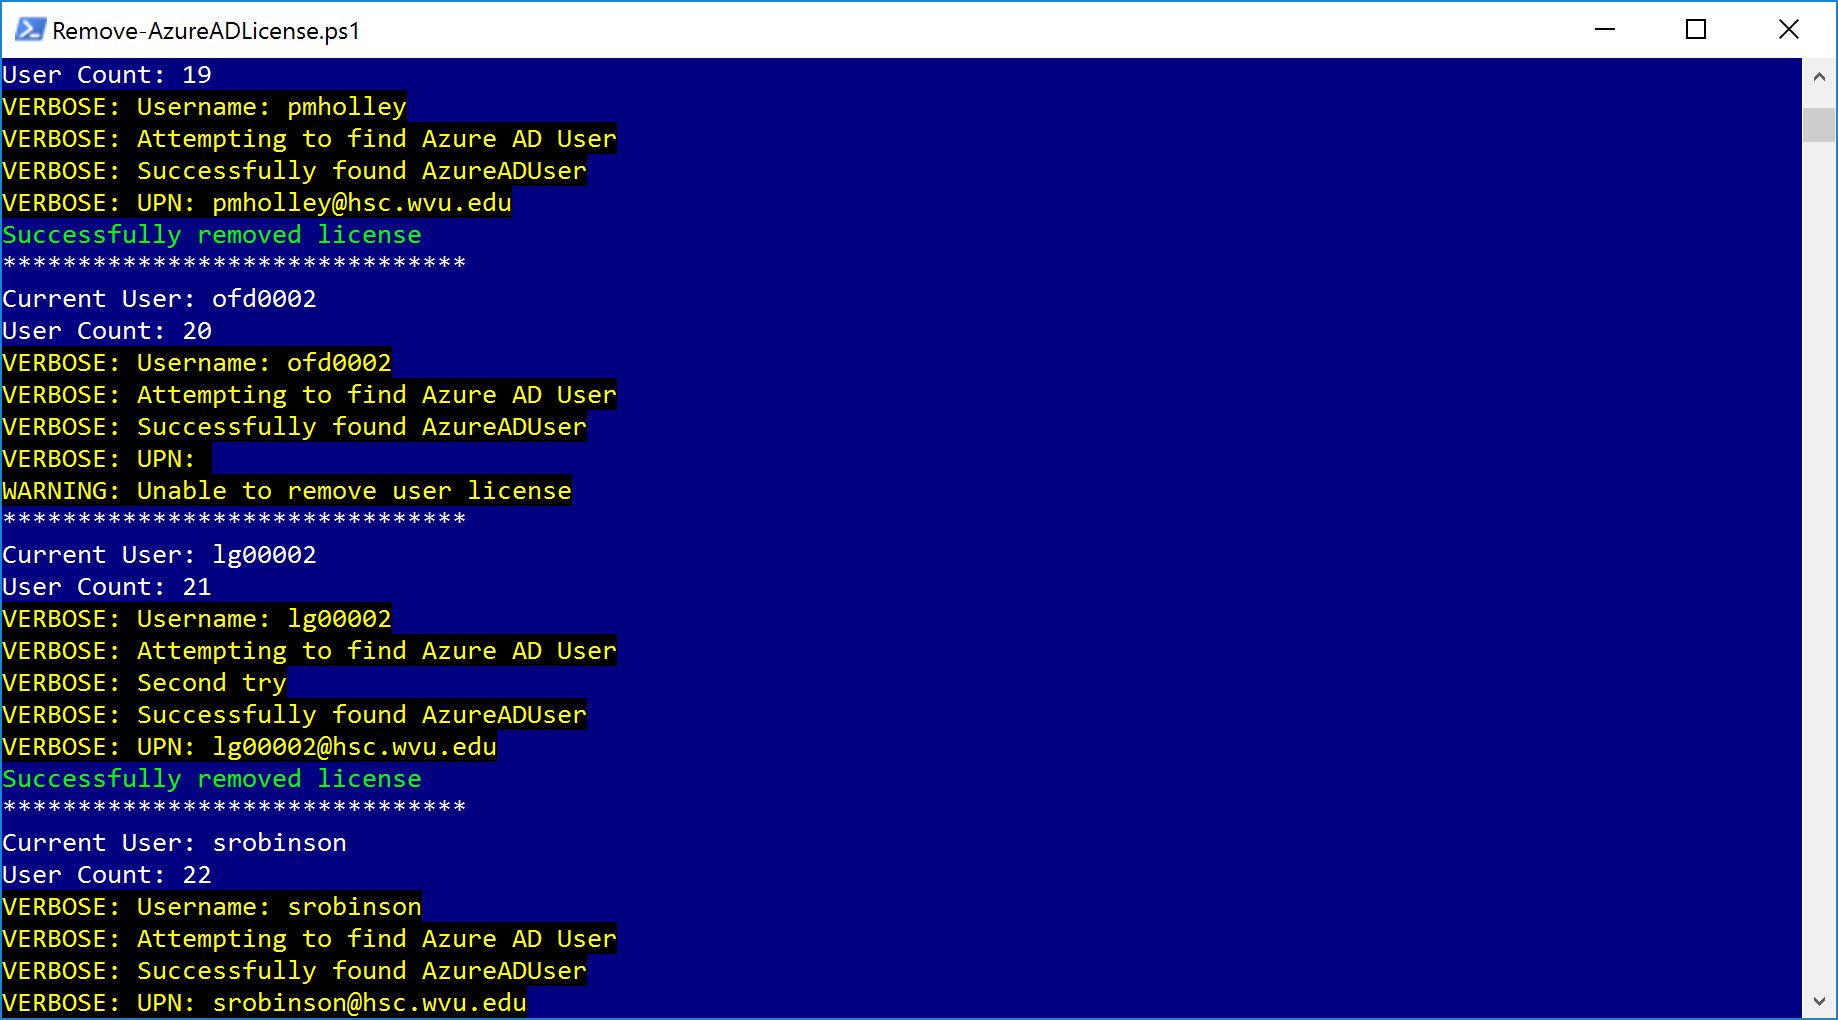 Remove-AzureADLicense.ps1
User Count: 19
VERBOSE: Username: pmholley
VERBOSE: Attempting to find Azure AD User
VERBOSE: Successfully found AzureADUser
VERBOSE: UPN: pmholley@hsc.wvu.edu
Successfully removed license
*******************************
Current User: ofd0002
User Count: 20
VERBOSE: Username: ofd0002
VERBOSE: Attempting to find Azure AD User
VERBOSE: Successfully found AzureADUser
VERBOSE: UPN:
WARNING: Unable to remove user license
*******************************
Current User: lg00002
User Count: 21
VERBOSE: Username: lg00002
VERBOSE: Attempting to find Azure AD User
VERBOSE: Second try
VERBOSE: Successfully found AzureADUser
VERBOSE: UPN: lg00002@hsc.wvu.edu
Successfully removed license
*******************************
Current User: srobinson
User Count: 22
VERBOSE: Username: srobinson
VERBOSE: Attempting to find Azure AD User
VERBOSE: Successfully found AzureADUser
VERBOSE: UPN: srobinson@hsc.wvu.edu